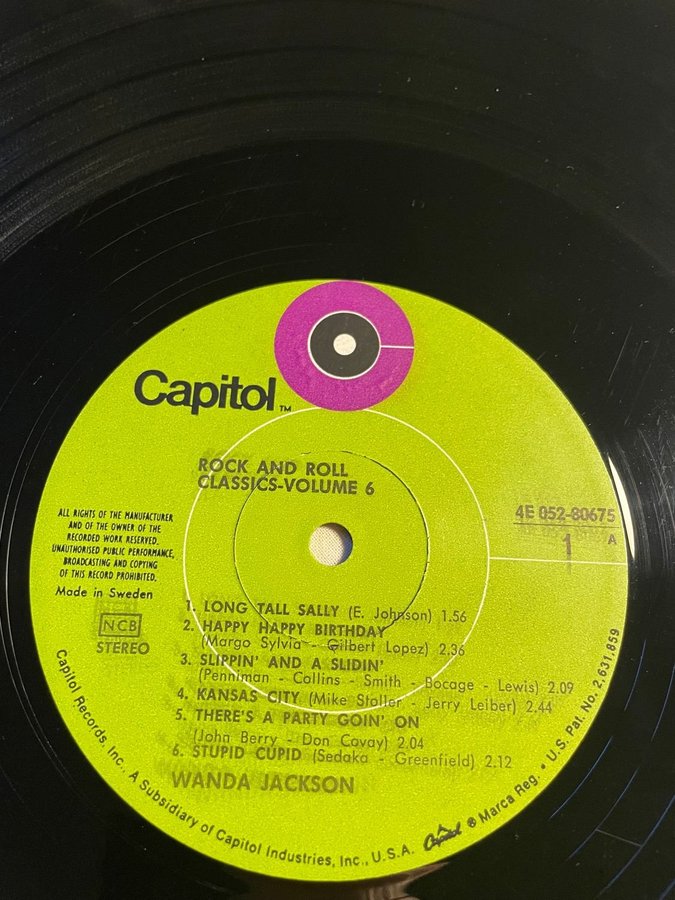 Capitol™
ROCK AND ROLL
CLASSICS-VOLUME 6
ALL RIGHTS OF THE MANUFACTURER
AND OF THE OWNER OF THE
RECORDED WORK RESERVED.
UNAUTHORISED PUBLIC PERFORMANCE,
BROADCASTING AND COPYING
OF THIS RECORD PROHIBITED.
Made in Sweden
NCB
STEREO
4E 052-80675
1 A
1. LONG TALL SALLY (E. Johnson) 1.56
2. HAPPY HAPPY BIRTHDAY
(Margo Sylvia - Gilbert Lopez) 2.36
3. SLIPPIN' AND A SLIDIN'
(Penniman - Collins - Smith - Bocage - Lewis) 2.09
4. KANSAS CITY (Mike Stoller - Jerry Leiber) 2.44
5. THERE'S A PARTY GOIN' ON
(John Berry - Don Cavay) 2.04
6. STUPID CUPID (Sedaka - Greenfield) 2.12
WANDA JACKSON
Capitol Records, Inc., A Subsidiary of Capitol Industries, Inc., U.S.A. Capitol ® Marca Reg. • U.S. Pat. No. 2,631,859